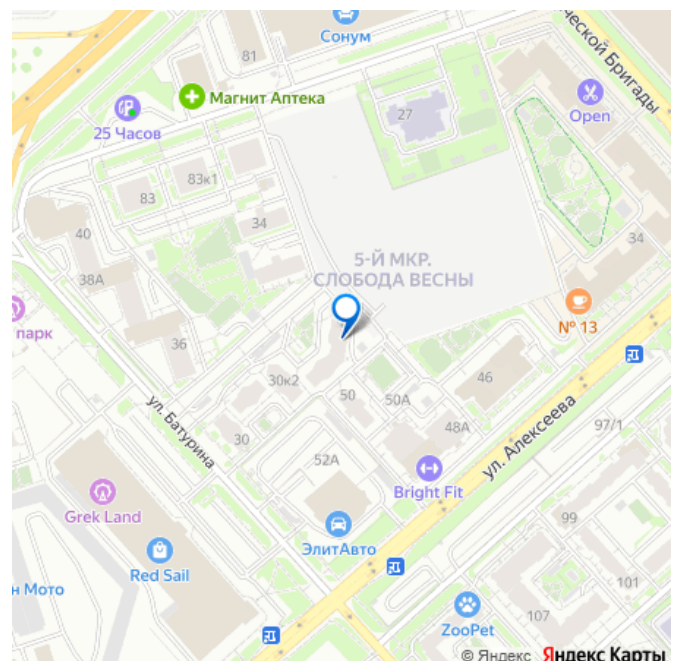 Сонум
ческой Бригады
81
Магнит Аптека
Open
27
25 Часов
83к1
83
34
40
34
5-Й МКР.
СЛОБОДА ВЕСНЫ
38А
№ 13
парк
36
30к2
46
50
50А
ул. Батурина
97/1
48А
ул. Алексеева
30
52А
Bright Fit
Grek Land
99
ЭлитАвто
Red Sail
101
н Мото
107
ZooPet
© Яндекс Яндекс Карты